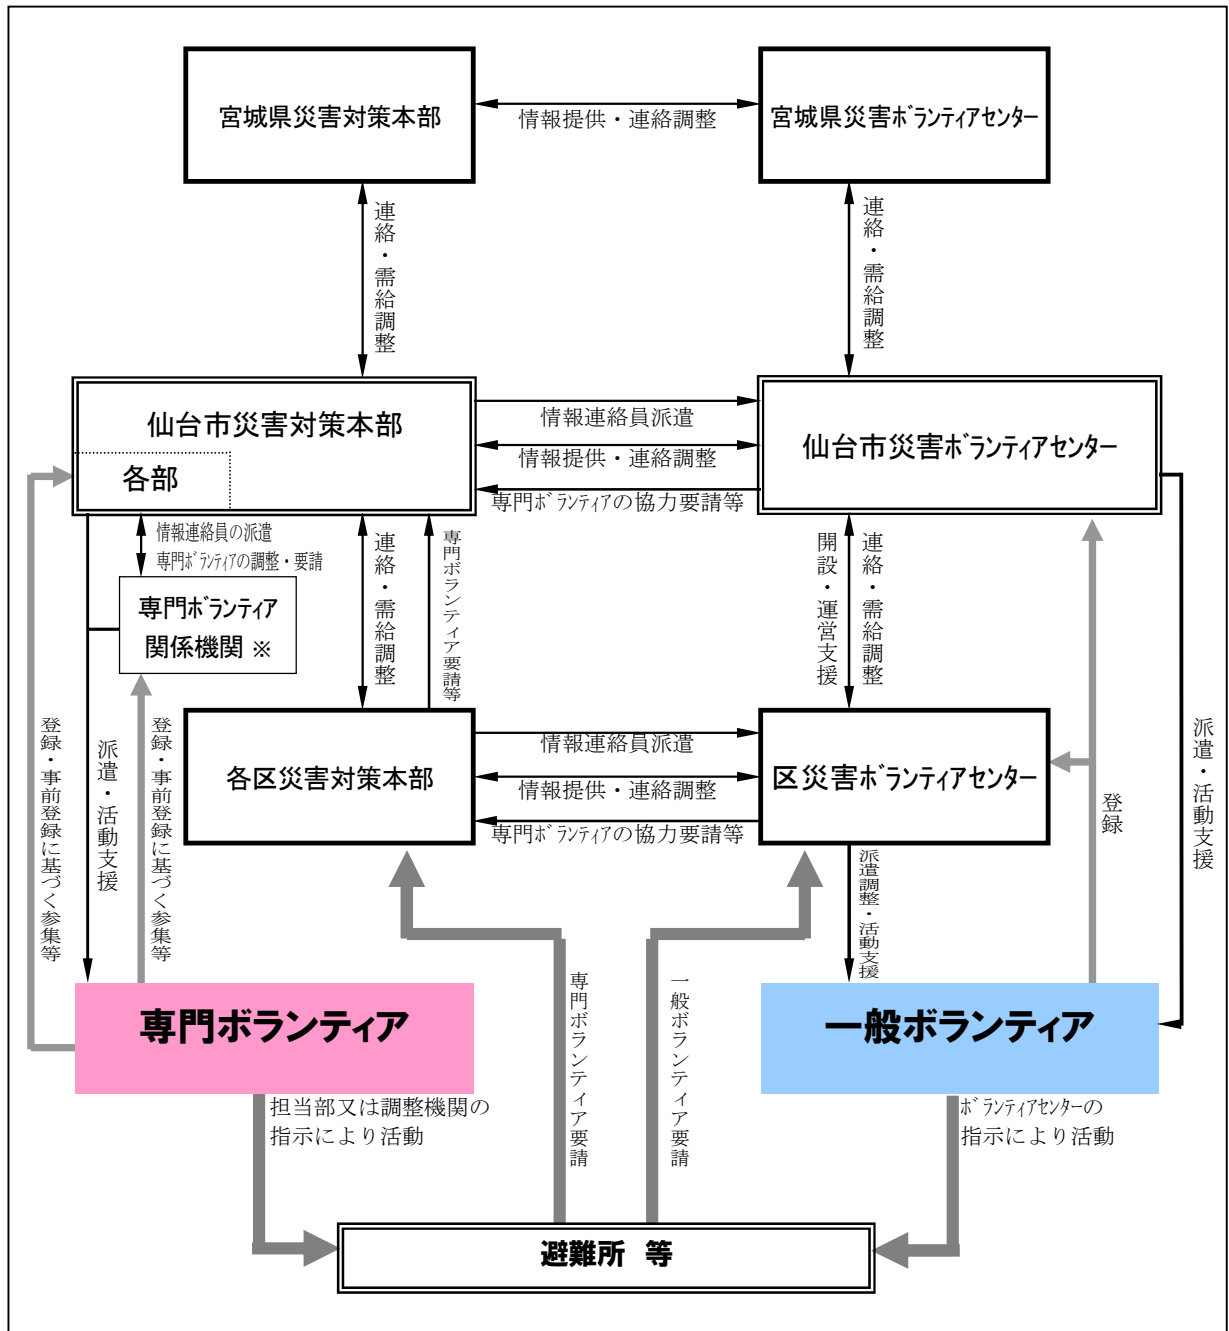 宮城県災害対策本部
情報提供・連絡調整
宮城県災害ボランティアセンター
連絡・需給調整
連絡・需給調整
仙台市災害対策本部
各部
情報連絡員派遣
情報提供・連絡調整
専門ボランティアの協力要請等
仙台市災害ボランティアセンター
情報連絡員の派遣
専門ボランティアの調整・要請
専門ボランティア
関係機関 ※
連絡・需給調整
専門ボランティア要請等
開設・運営支援
連絡・需給調整
各区災害対策本部
情報連絡員派遣
情報提供・連絡調整
専門ボランティアの協力要請等
区災害ボランティアセンター
登録・事前登録に基づく参集等
派遣・活動支援
登録・事前登録に基づく参集等
派遣調整・活動支援
登録
派遣・活動支援
専門ボランティア
専門ボランティア要請
一般ボランティア要請
一般ボランティア
担当部又は調整機関の
指示により活動
ボランティアセンターの
指示により活動
避難所 等